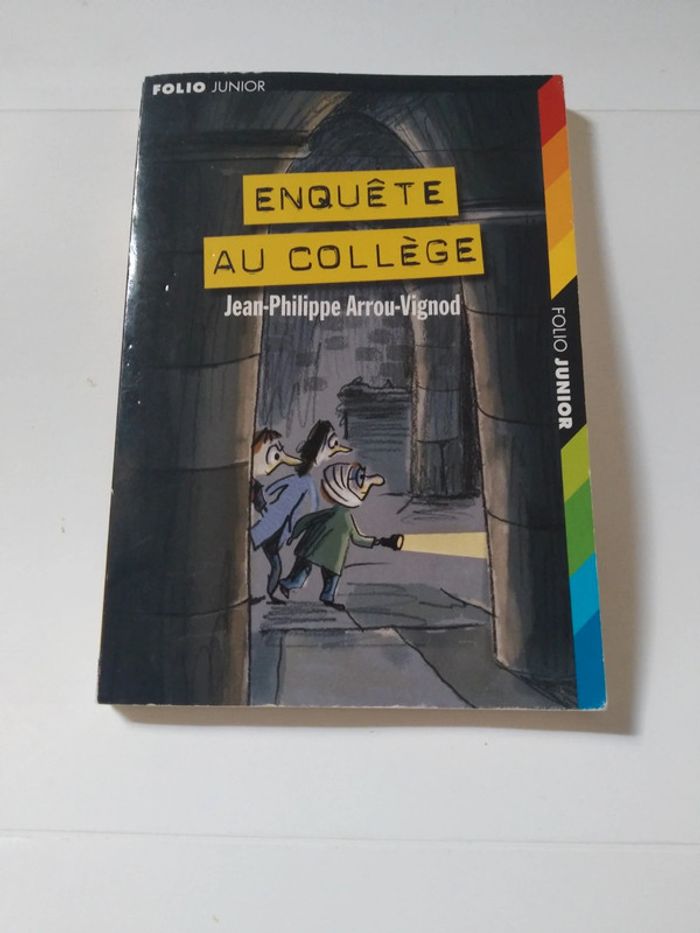 FOLIO JUNIOR
ENQUÊTE
AU COLLÈGE
Jean-Philippe Arrou-Vignod
FOLIO JUNIOR